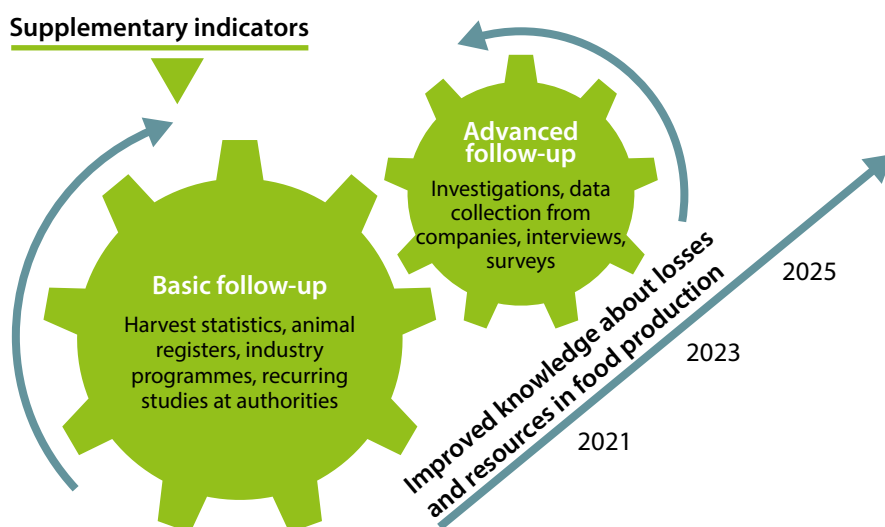 Supplementary indicators
Advanced
follow-up
Investigations, data
collection from
companies, interviews,
surveys
Basic follow-up
Harvest statistics, animal
registers, industry
programmes, recurring
studies at authorities
Improved knowledge about losses
and resources in food production
2021
2023
2025